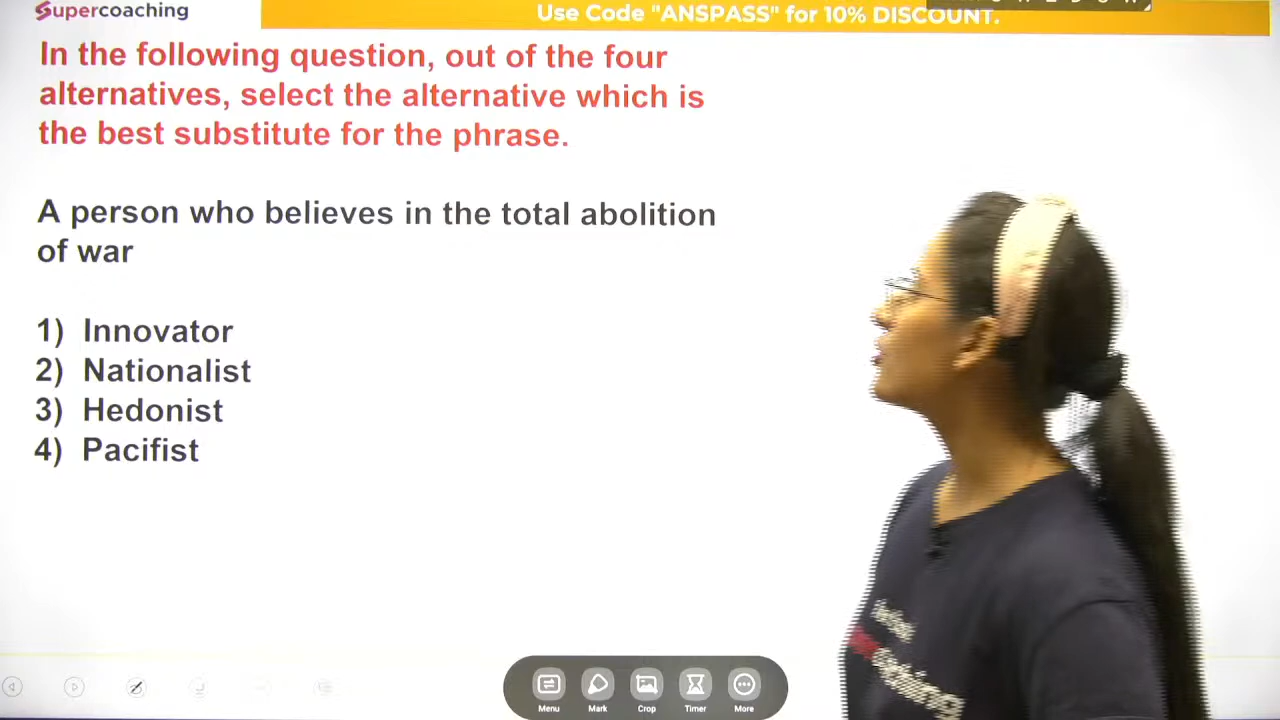 Supercoaching
Use Code "ANSPASS" for 10% DISCOUNT.
In the following question, out of the four
alternatives, select the alternative which is
the best substitute for the phrase.
A person who believes in the total abolition
of war
1) Innovator
2) Nationalist
3) Hedonist
4) Pacifist
Menu
Mark
Crop
Timer
More